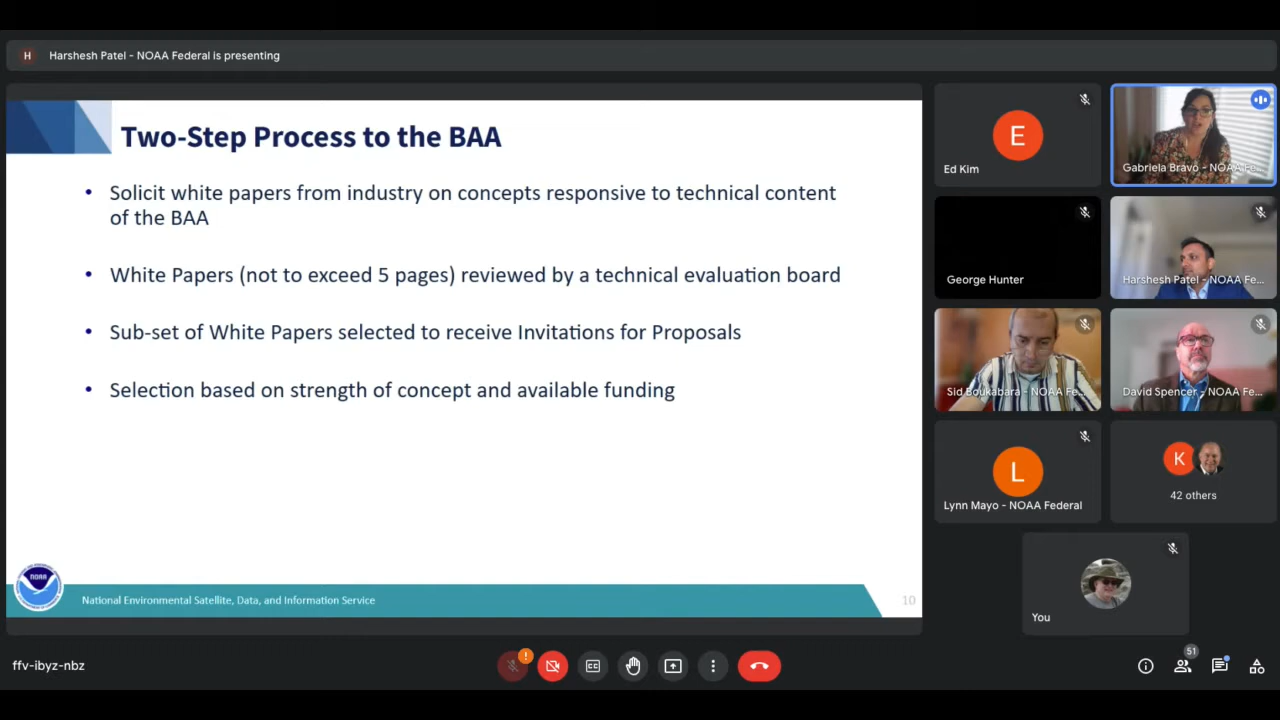 H Harshesh Patel - NOAA Federal is presenting
Two-Step Process to the BAA
• Solicit white papers from industry on concepts responsive to technical content
of the BAA
• White Papers (not to exceed 5 pages) reviewed by a technical evaluation board
• Sub-set of White Papers selected to receive Invitations for Proposals
• Selection based on strength of concept and available funding
NOAA
National Environmental Satellite, Data, and Information Service
10
E
Ed Kim
Gabriela Bravo - NOAA Fe...
George Hunter
Harshesh Patel - NOAA Fe...
Sid Boukabara - NOAA Fe...
David Spencer - NOAA Fe...
L
Lynn Mayo - NOAA Federal
K
42 others
You
ffv-ibyz-nbz
!
CC
51